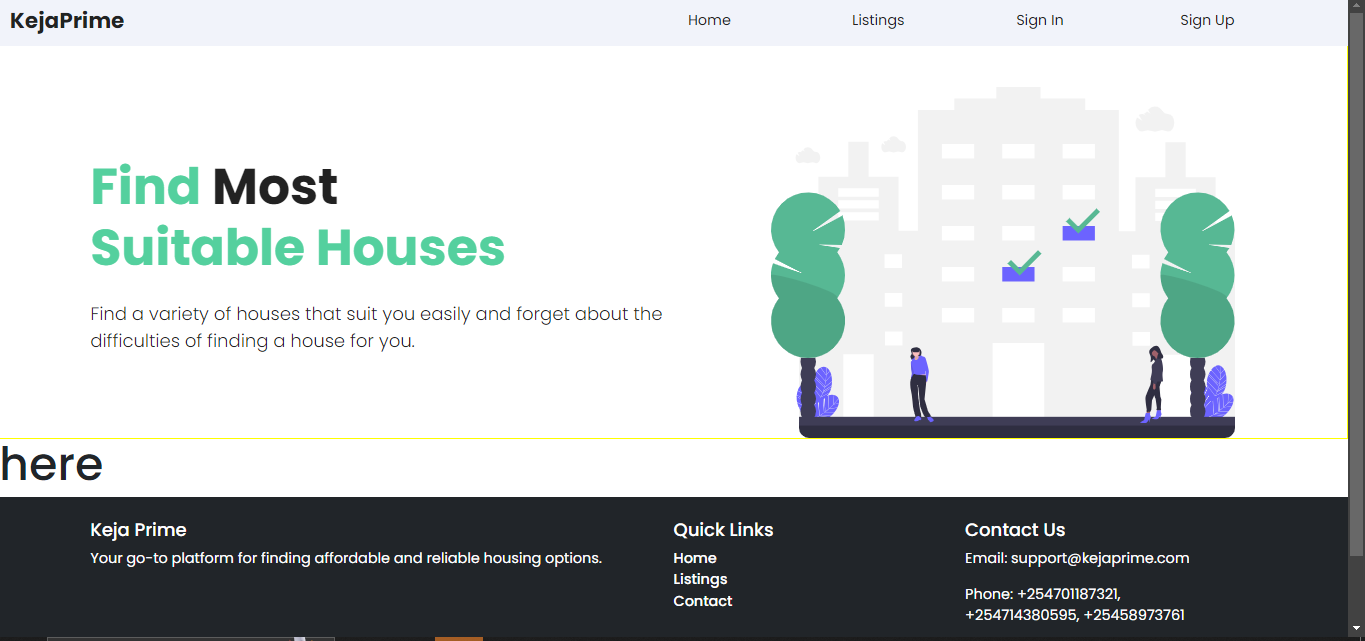 KejaPrime
Home
Listings
Sign In
Sign Up
Find Most
Suitable Houses
Find a variety of houses that suit you easily and forget about the
difficulties of finding a house for you.
here
Keja Prime
Your go-to platform for finding affordable and reliable housing options.
Quick Links
Home
Listings
Contact
Contact Us
Email: support@kejaprime.com
Phone: +254701187321,
+254714380595, +25458973761